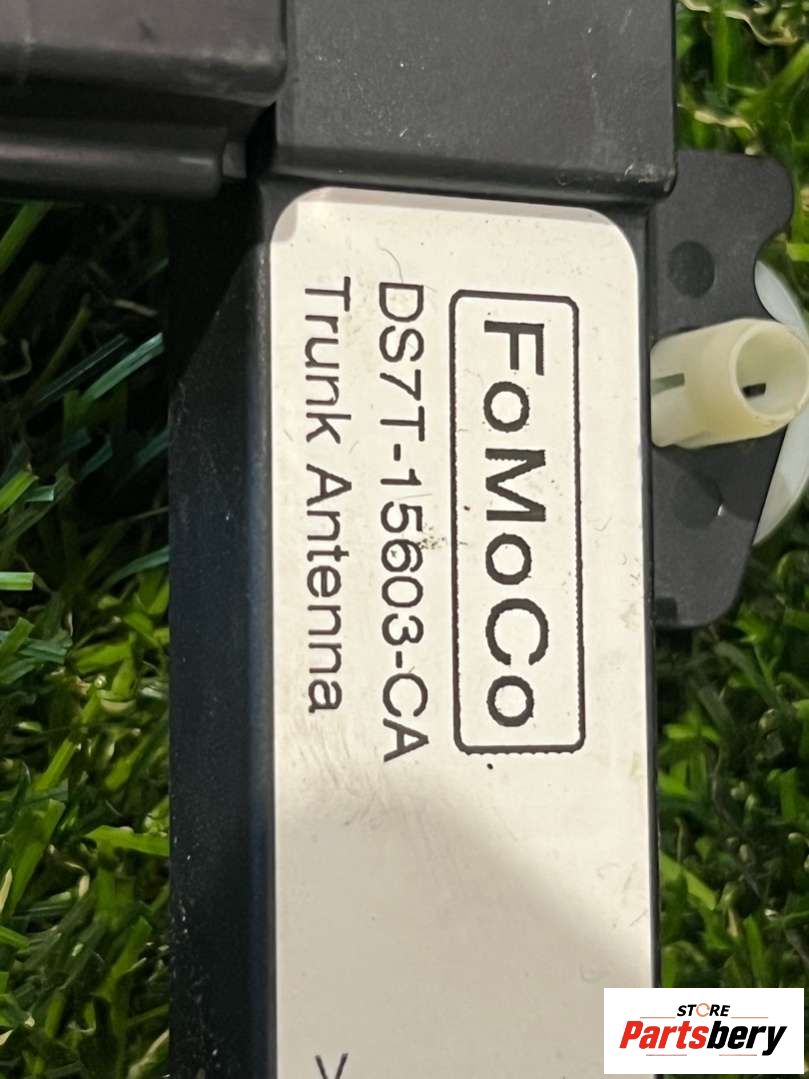 FoMoCo
DS7T-15603-CA
Trunk Antenna
STORE
Partsbery